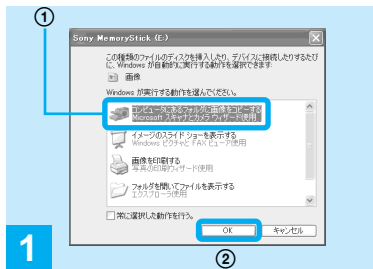 ①
Sony MemoryStick (E:)
この種類のファイルのディスクを挿入したり、デバイスに接続したりするたび
に、Windows が自動的に実行する動作を選択できます:
画像
Windows が実行する動作を選んでください。
コンピュータにあるフォルダに画像をコピーする
Microsoft スキャナとカメラ ウィザード使用
イメージのスライド ショーを表示する
Windows ピクチャと FAX ビューア使用
画像を印刷する
写真の印刷ウィザード使用
フォルダを開いてファイルを表示する
エクスプローラ使用
常に選択した動作を行う。
OK
キャンセル
1
②